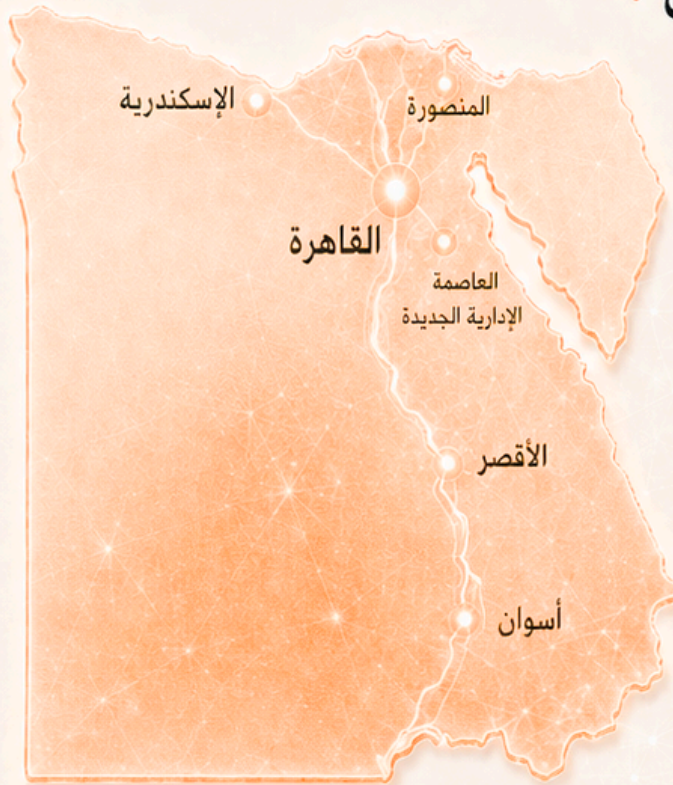 الإسكندرية
المنصورة
القاهرة
العاصمة
الإدارية الجديدة
الأقصر
أسوان